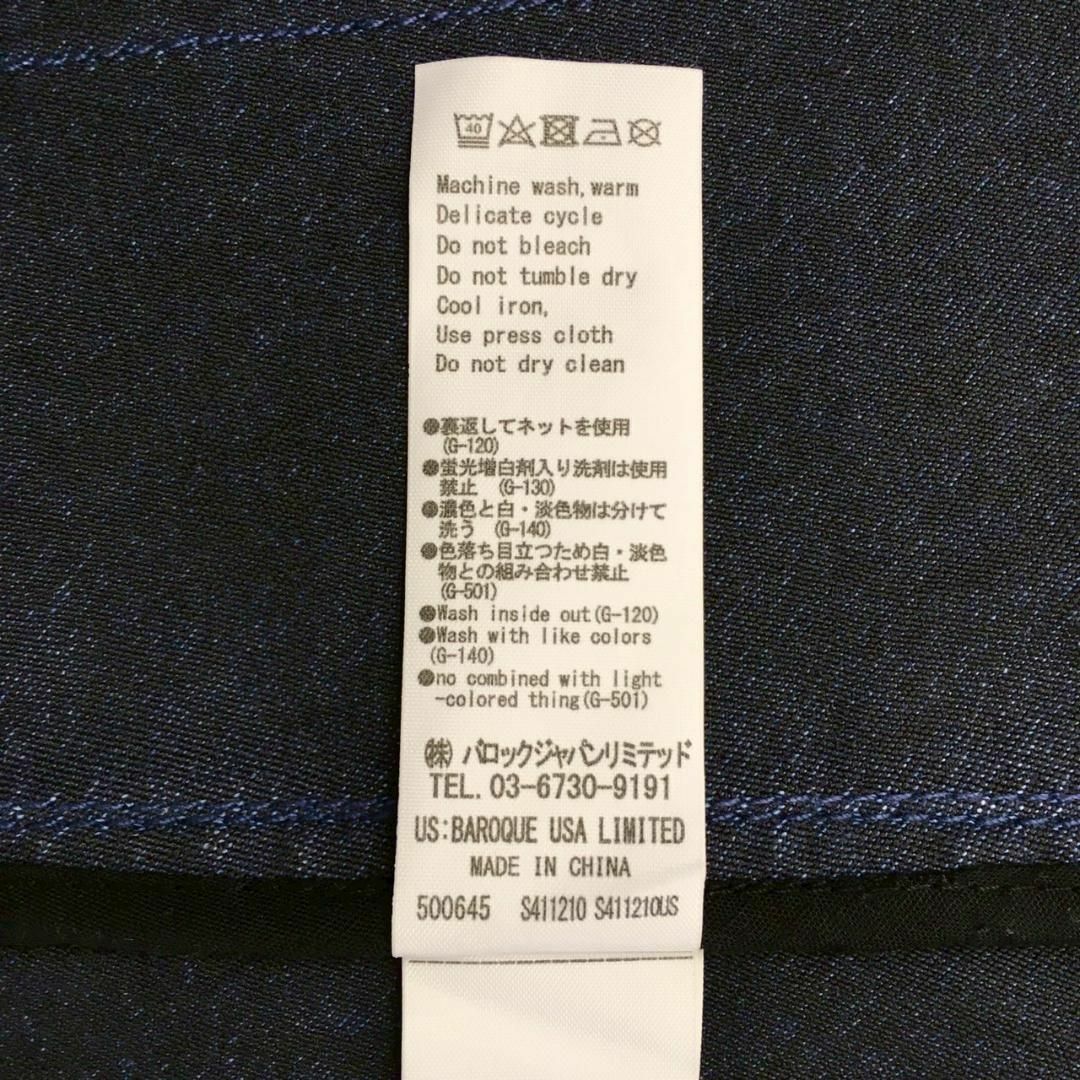 40
Machine wash,warm
Delicate cycle
Do not bleach
Do not tumble dry
Cool iron,
Use press cloth
Do not dry clean
●裏返してネットを使用
(G-120)
●蛍光増白剤入り洗剤は使用
禁止 (G-130)
●濃色と白・淡色物は分けて
洗う (G-140)
●色落ち目立つため白・淡色
物との組み合わせ禁止
(G-501)
●Wash inside out(G-120)
●Wash with like colors
(G-140)
●no combined with light
-colored thing(G-501)
㈱ バロックジャパンリミテッド
TEL. 03-6730-9191
US:BAROQUE USA LIMITED
MADE IN CHINA
500645 S411210 S411210US